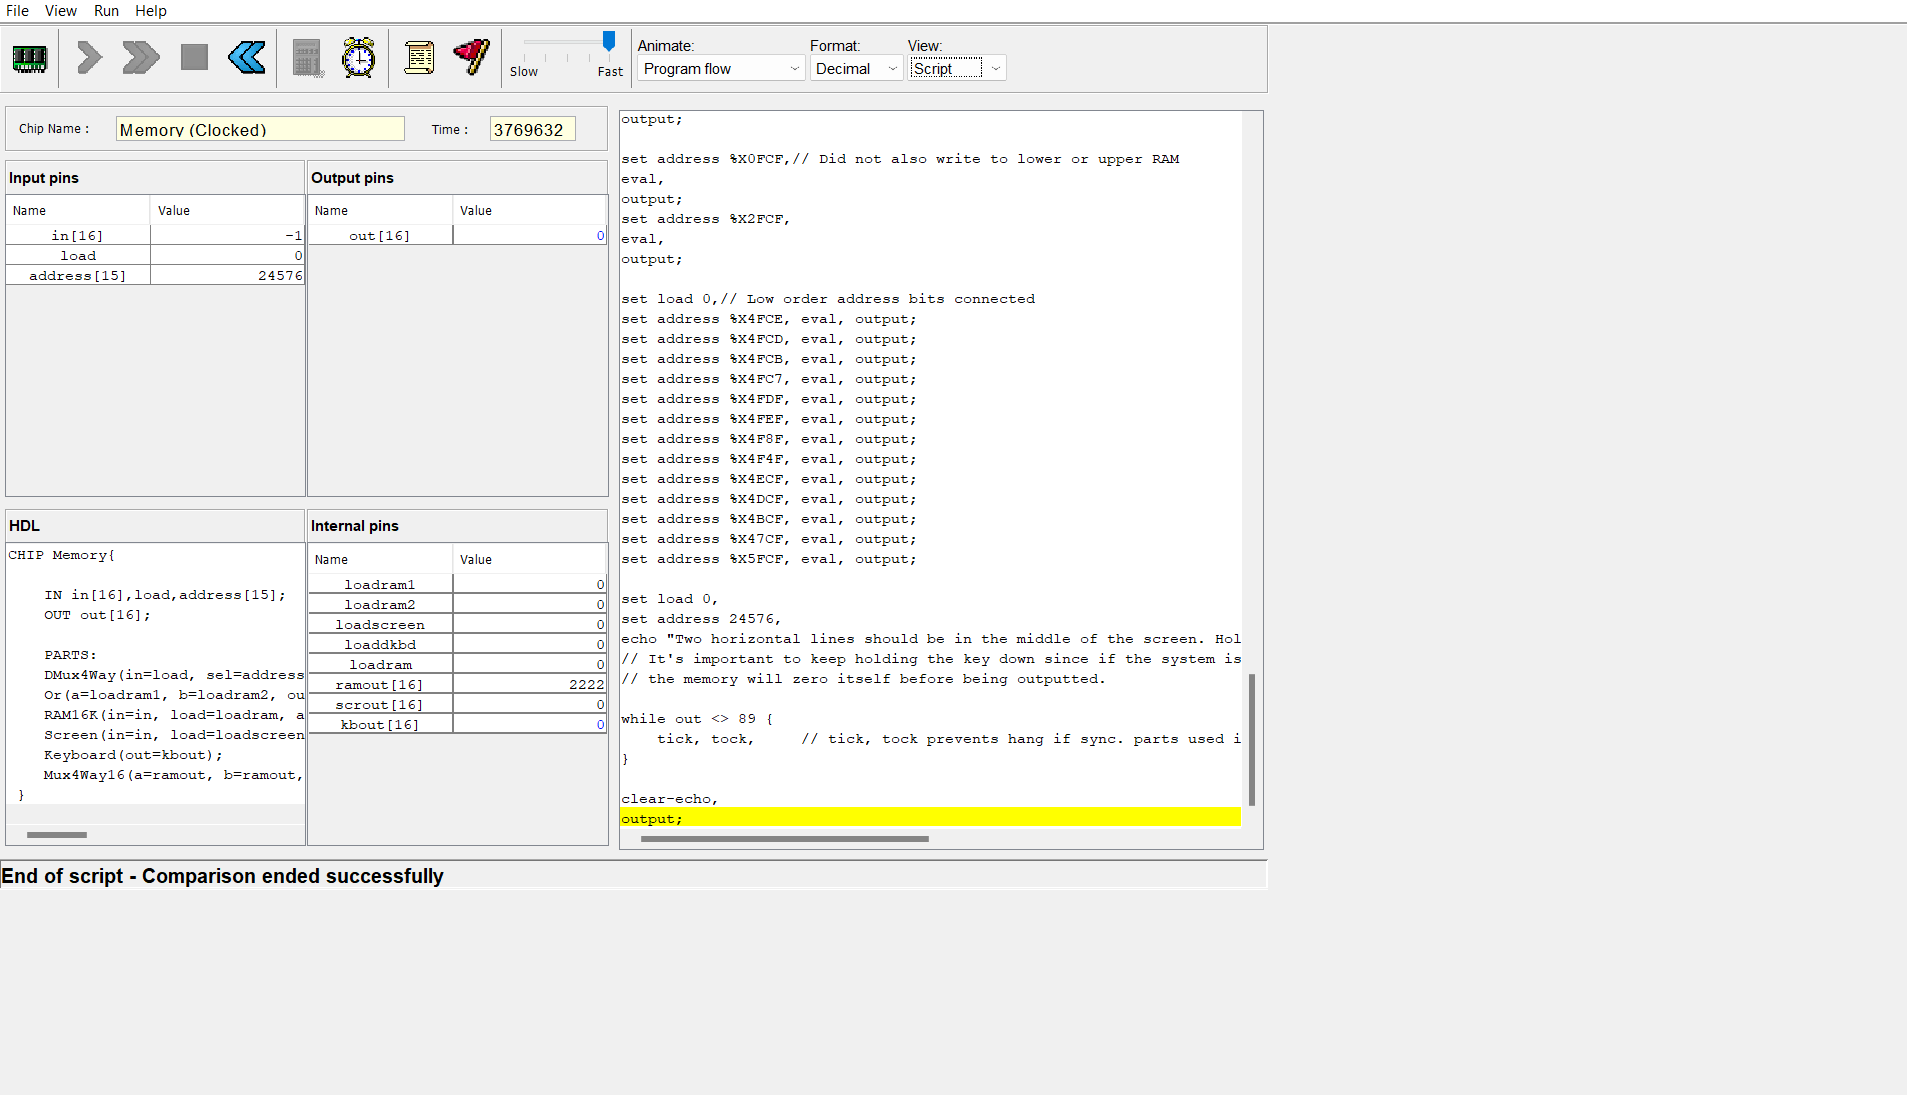 File View Run Help
Animate: Format: View:
Slow Fast Program flow Decimal Script
Chip Name : Memory (Clocked) Time : 3769632
Input pins
Name Value
in[16] -1
load 0
address[15] 24576
Output pins
Name Value
out[16] 0
HDL
CHIP Memory{
IN in[16],load,address[15];
OUT out[16];
PARTS:
DMux4Way(in=load, sel=address
Or(a=loadram1, b=loadram2, ou
RAM16K(in=in, load=loadram, a
Screen(in=in, load=loadscreen
Keyboard(out=kbout);
Mux4Way16(a=ramout, b=ramout,
}
Internal pins
Name Value
loadram1 0
loadram2 0
loadscreen 0
loaddkbd 0
loadram 0
ramout[16] 2222
scrout[16] 0
kbout[16] 0
output;
set address %X0FCF,// Did not also write to lower or upper RAM
eval,
output;
set address %X2FCF,
eval,
output;
set load 0,// Low order address bits connected
set address %X4FCE, eval, output;
set address %X4FCD, eval, output;
set address %X4FCB, eval, output;
set address %X4FC7, eval, output;
set address %X4FDF, eval, output;
set address %X4FEF, eval, output;
set address %X4F8F, eval, output;
set address %X4F4F, eval, output;
set address %X4ECF, eval, output;
set address %X4DCF, eval, output;
set address %X4BCF, eval, output;
set address %X47CF, eval, output;
set address %X5FCF, eval, output;
set load 0,
set address 24576,
echo "Two horizontal lines should be in the middle of the screen. Hol
// It's important to keep holding the key down since if the system is
// the memory will zero itself before being outputted.
while out <> 89 {
tick, tock, // tick, tock prevents hang if sync. parts used i
}
clear-echo,
output;
End of script - Comparison ended successfully